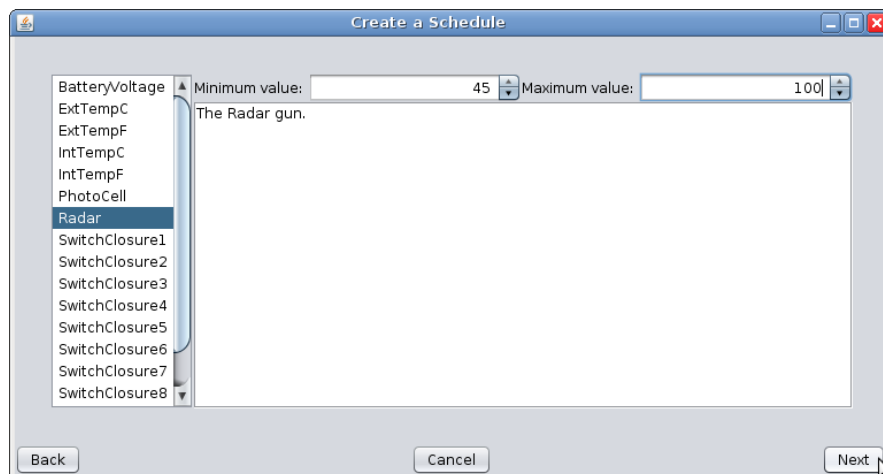 Create a Schedule
BatteryVoltage
ExtTempC
ExtTempF
IntTempC
IntTempF
PhotoCell
Radar
SwitchClosure1
SwitchClosure2
SwitchClosure3
SwitchClosure4
SwitchClosure5
SwitchClosure6
SwitchClosure7
SwitchClosure8
Minimum value: 45 Maximum value: 100
The Radar gun.
Back Cancel Next